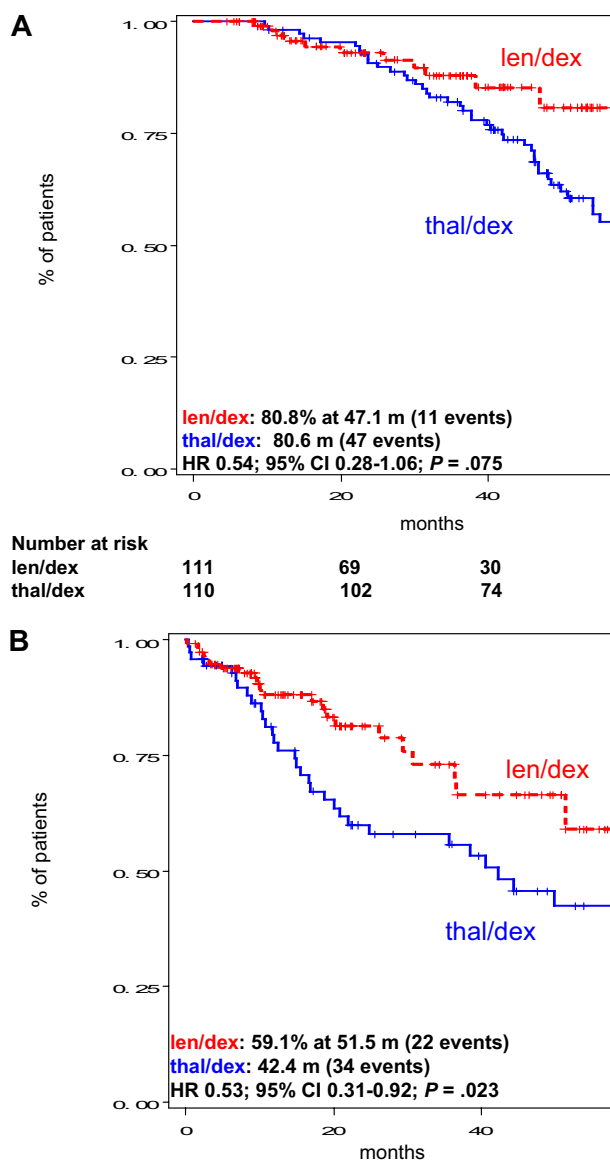 A
1. 00
len/dex
0. 75
thal/dex
% of patients
0. 50
0. 25
len/dex: 80.8% at 47.1 m (11 events)
thal/dex: 80.6 m (47 events)
HR 0.54; 95% CI 0.28-1.06; P = .075
0. 00
0 20 40
months
Number at risk
len/dex 111 69 30
thal/dex 110 102 74
B
1. 00
0. 75
len/dex
% of patients
0. 50
thal/dex
0. 25
len/dex: 59.1% at 51.5 m (22 events)
thal/dex: 42.4 m (34 events)
HR 0.53; 95% CI 0.31-0.92; P = .023
0. 00
0 20 40
months